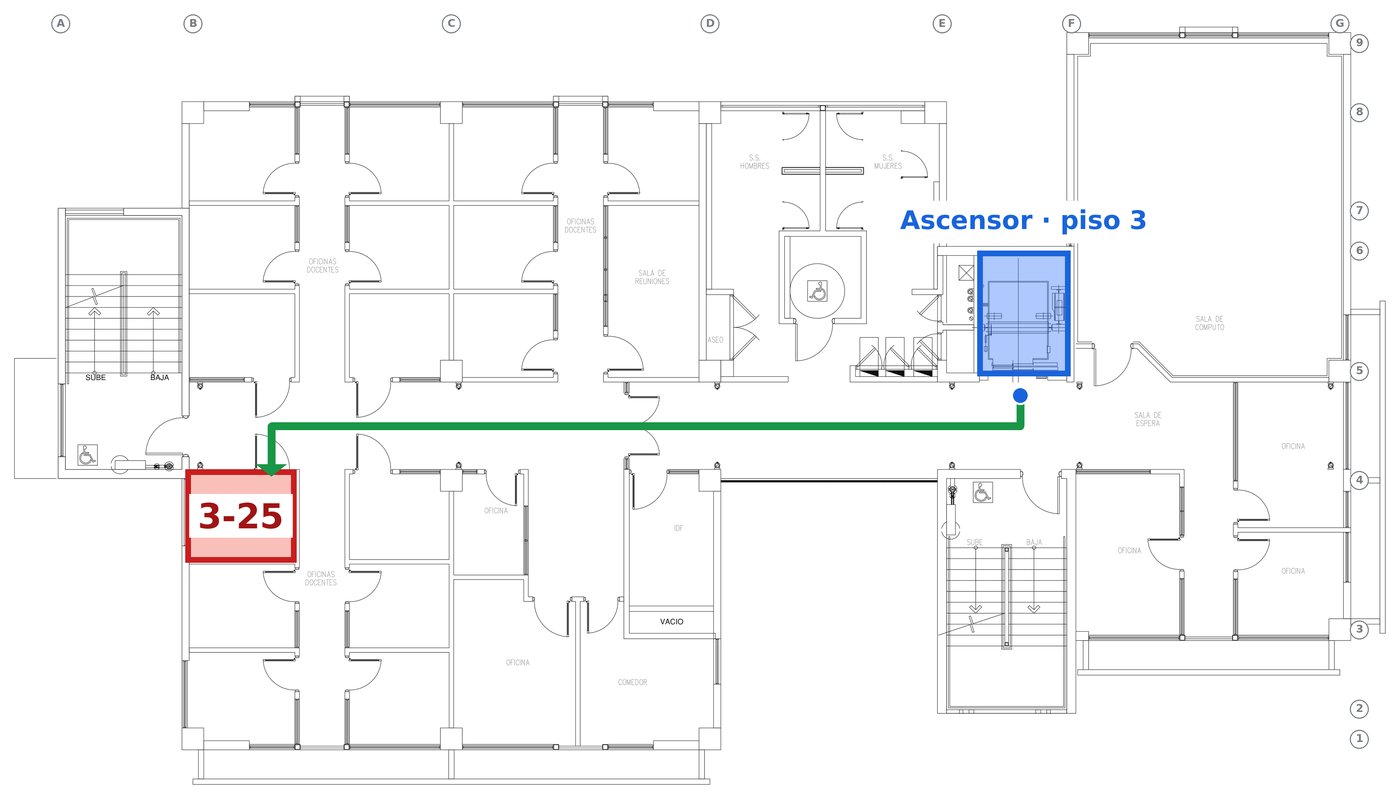 A
B
C
D
E
F
G
9
8
S.S.
HOMBRES
S.S.
MUJERES
7
Ascensor · piso 3
OFICINAS
DOCENTES
6
OFICINAS
DOCENTES
SALA DE
REUNIONES
SALA DE
COMPUTO
ASEO
5
SUBE
BAJA
SALA DE
ESPERA
OFICINA
4
3-25
OFICINA
IDF
SUBE
BAJA
OFICINA
OFICINA
OFICINAS
DOCENTES
VACIO
3
OFICINA
COMEDOR
2
1